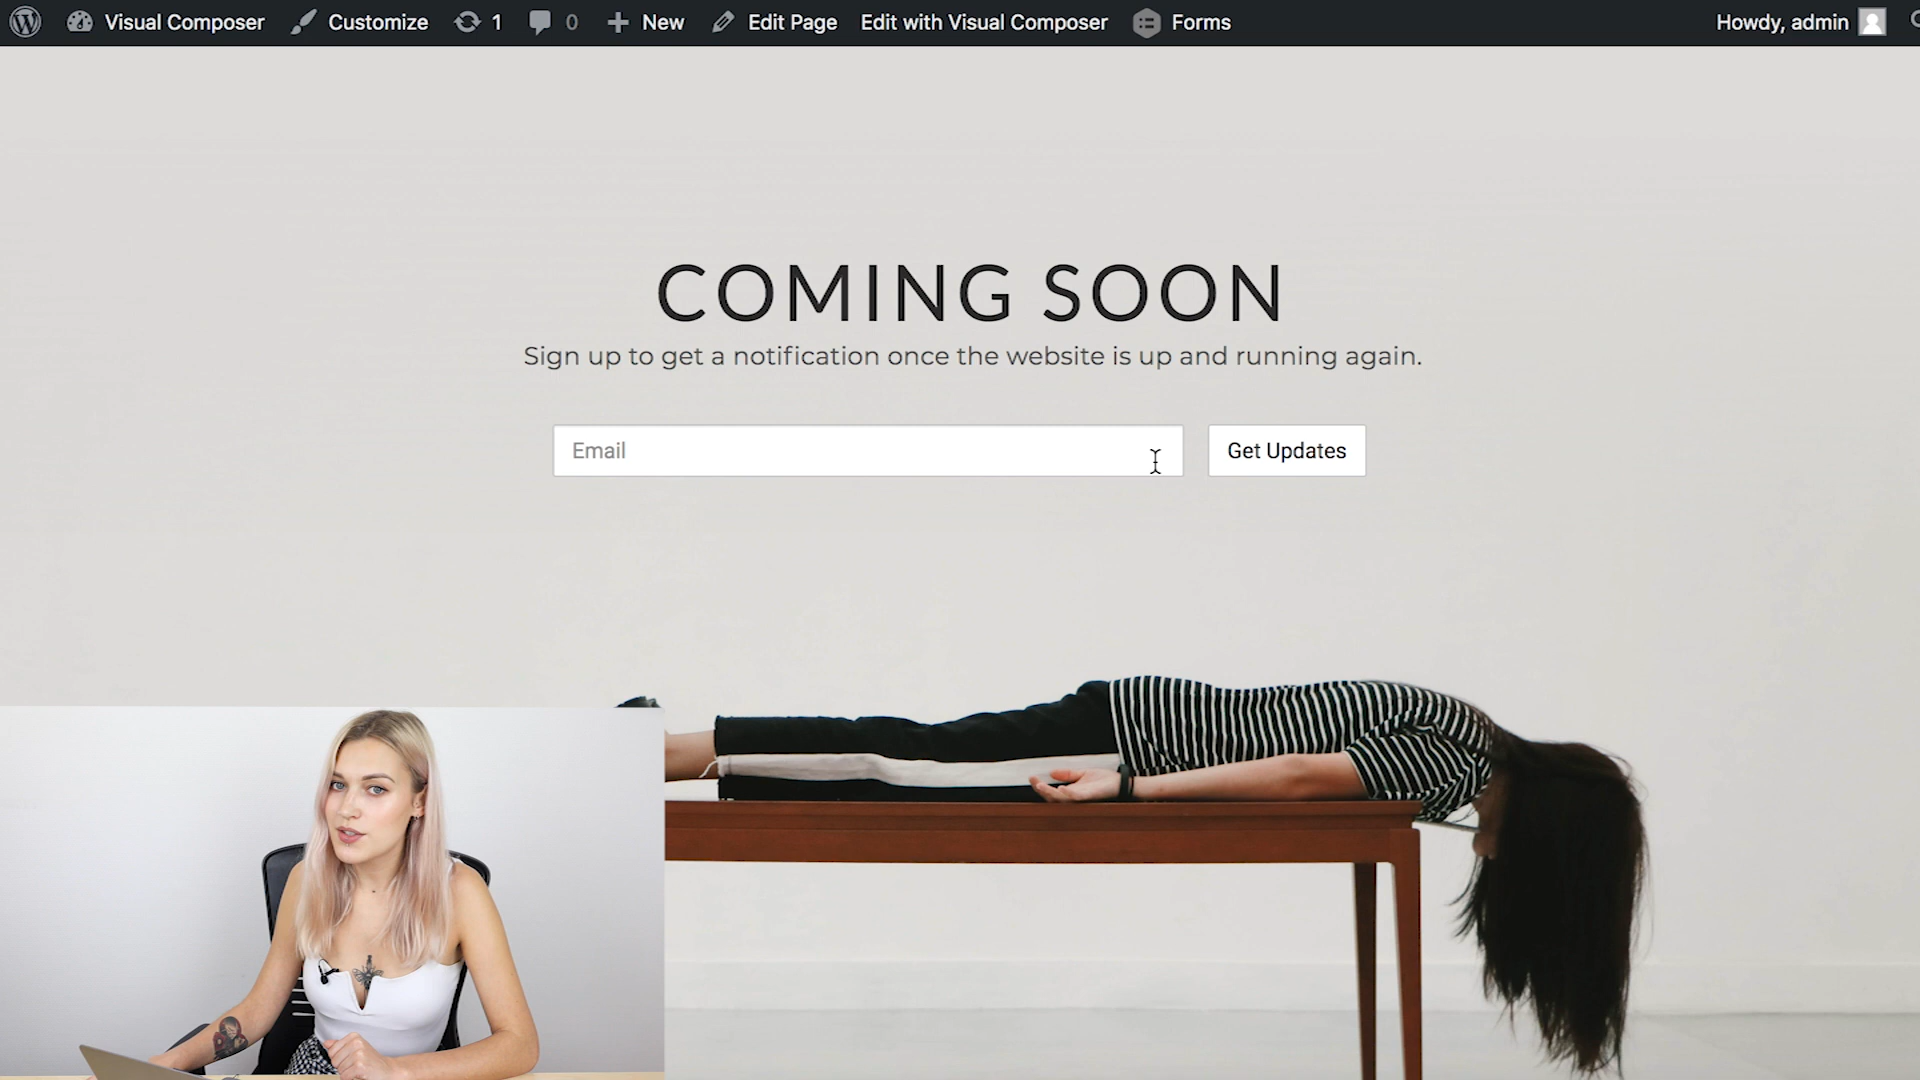 Visual Composer Customize 1 0 New Edit Page Edit with Visual Composer Forms Howdy, admin
COMING SOON
Sign up to get a notification once the website is up and running again.
Email Get Updates